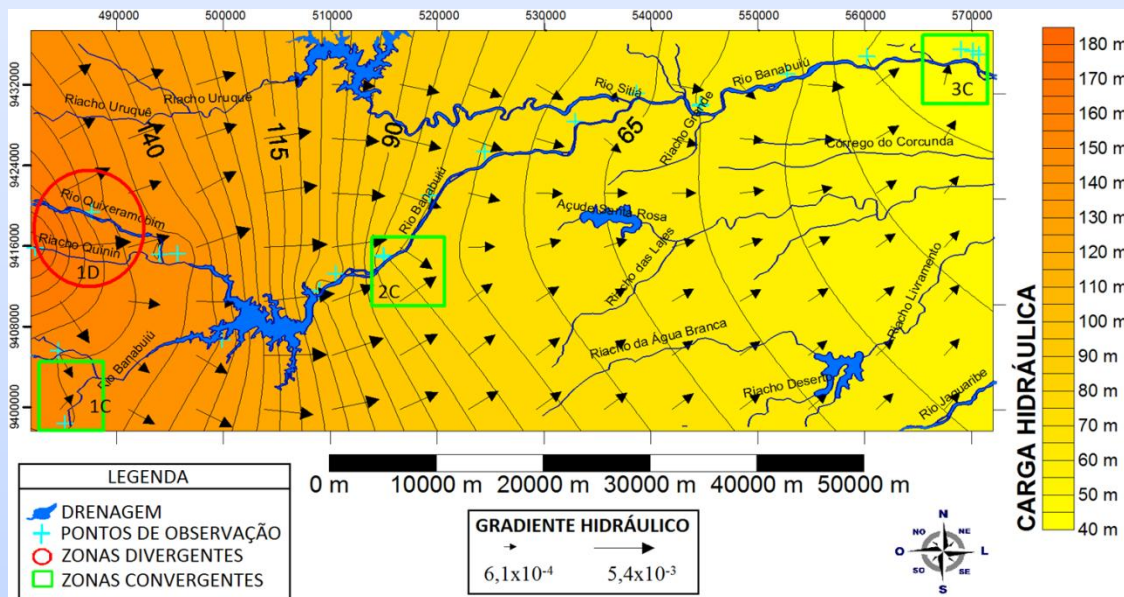 490000 500000 510000 520000 530000 540000 550000 560000 570000
9432000
9424000
9416000
9408000
9400000
Riacho Uruquê
Riacho Uruquê
140
115
90
65
Rio Sitiá
Rio Banabuiú
3C
Riacho Grande
Córrego do Corcunda
Rio Quixeramobim
Riacho Quinin
1D
Rio Banabuiú
2C
Açude Santa Rosa
Riacho das Lajes
Riacho Livramento
Rio Banabuiú
1C
Riacho da Água Branca
Riacho Deserto
Rio Jaguaribe
CARGA HIDRÁULICA
180 m
170 m
160 m
150 m
140 m
130 m
120 m
110 m
100 m
90 m
80 m
70 m
60 m
50 m
40 m
LEGENDA
DRENAGEM
PONTOS DE OBSERVAÇÃO
ZONAS DIVERGENTES
ZONAS CONVERGENTES
0 m 10000 m 20000 m 30000 m 40000 m 50000 m
GRADIENTE HIDRÁULICO
6,1x10⁻⁴ 5,4x10⁻³
N
NO NE
O L
SO SE
S